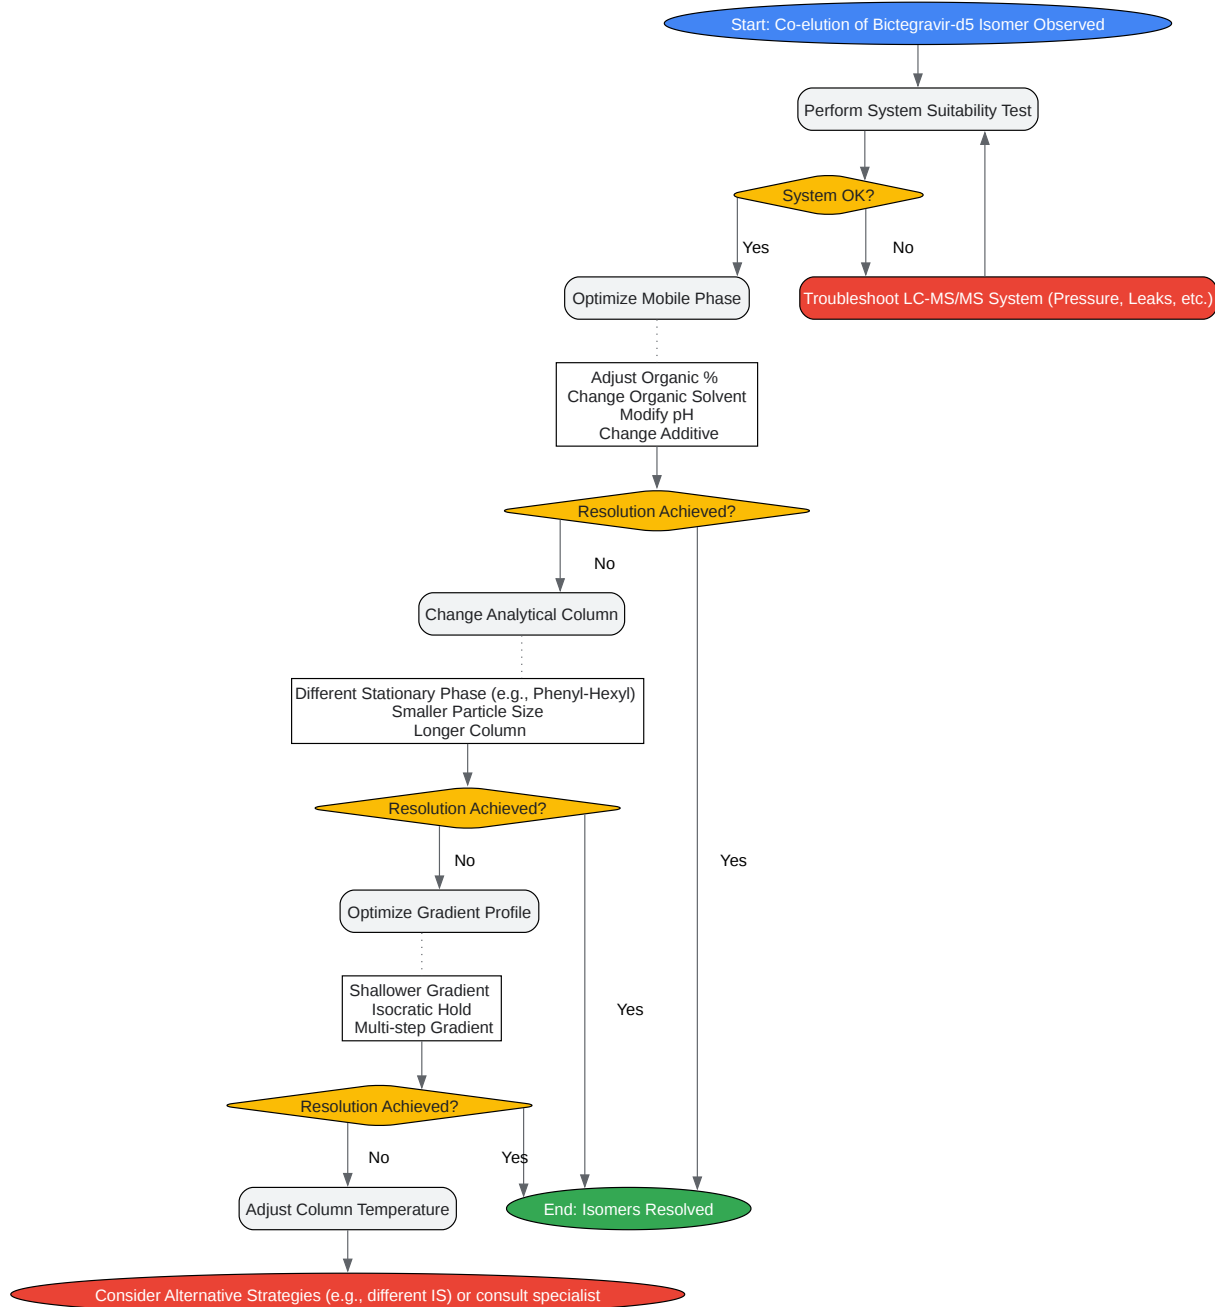 Start: Co-elution of Bictegravir-d5 Isomer Observed
Perform System Suitability Test
System OK?
Yes
No
Optimize Mobile Phase
Troubleshoot LC-MS/MS System (Pressure, Leaks, etc.)
Adjust Organic %
Change Organic Solvent
Modify pH
Change Additive
Resolution Achieved?
No
Change Analytical Column
Different Stationary Phase (e.g., Phenyl-Hexyl)
Smaller Particle Size
Longer Column
Resolution Achieved?
No
Yes
Optimize Gradient Profile
Shallower Gradient
Isocratic Hold
Multi-step Gradient
Yes
Resolution Achieved?
No
Yes
Adjust Column Temperature
End: Isomers Resolved
Consider Alternative Strategies (e.g., different IS) or consult specialist